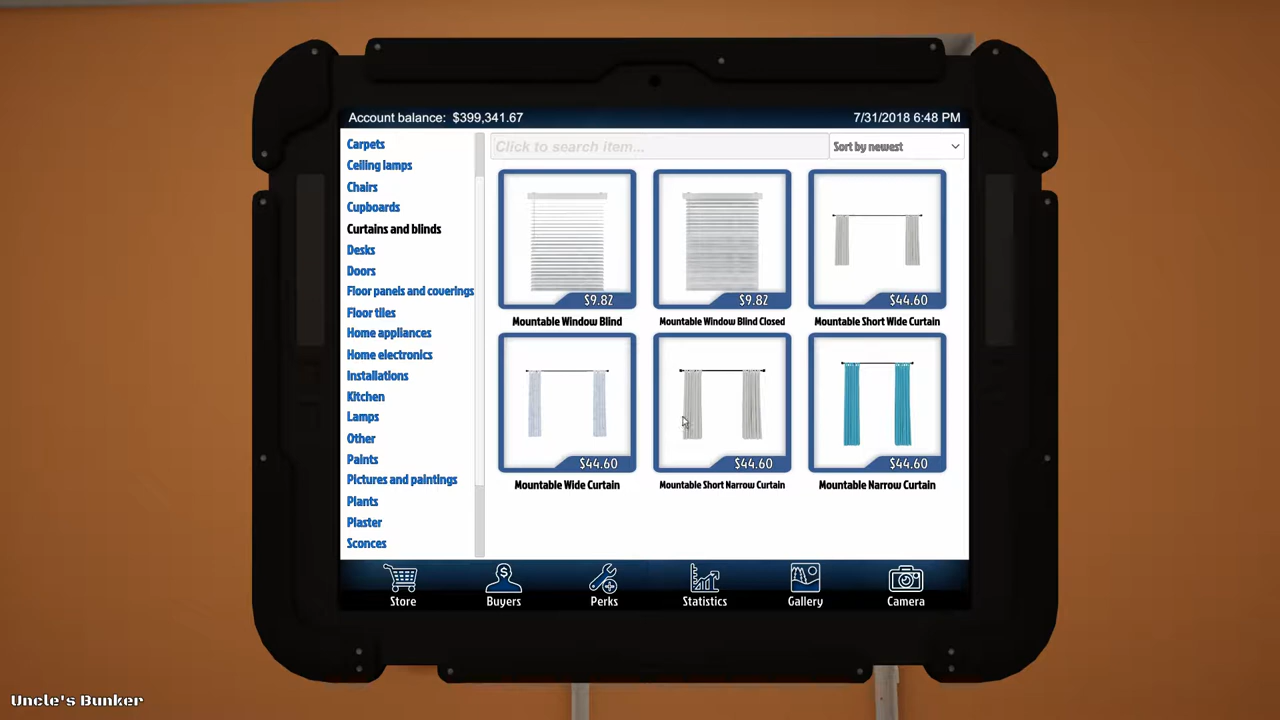 Account balance: $399,341.67
7/31/2018 6:48 PM
Carpets
Ceiling lamps
Chairs
Cupboards
Curtains and blinds
Desks
Doors
Floor panels and coverings
Floor tiles
Home appliances
Home electronics
Installations
Kitchen
Lamps
Other
Paints
Pictures and paintings
Plants
Plaster
Sconces
Click to search item...
Sort by newest
$9.82
$9.82
$44.60
Mountable Window Blind
Mountable Window Blind Closed
Mountable Short Wide Curtain
$44.60
$44.60
$44.60
Mountable Wide Curtain
Mountable Short Narrow Curtain
Mountable Narrow Curtain
Store
Buyers
Perks
Statistics
Gallery
Camera
Uncle's Bunker